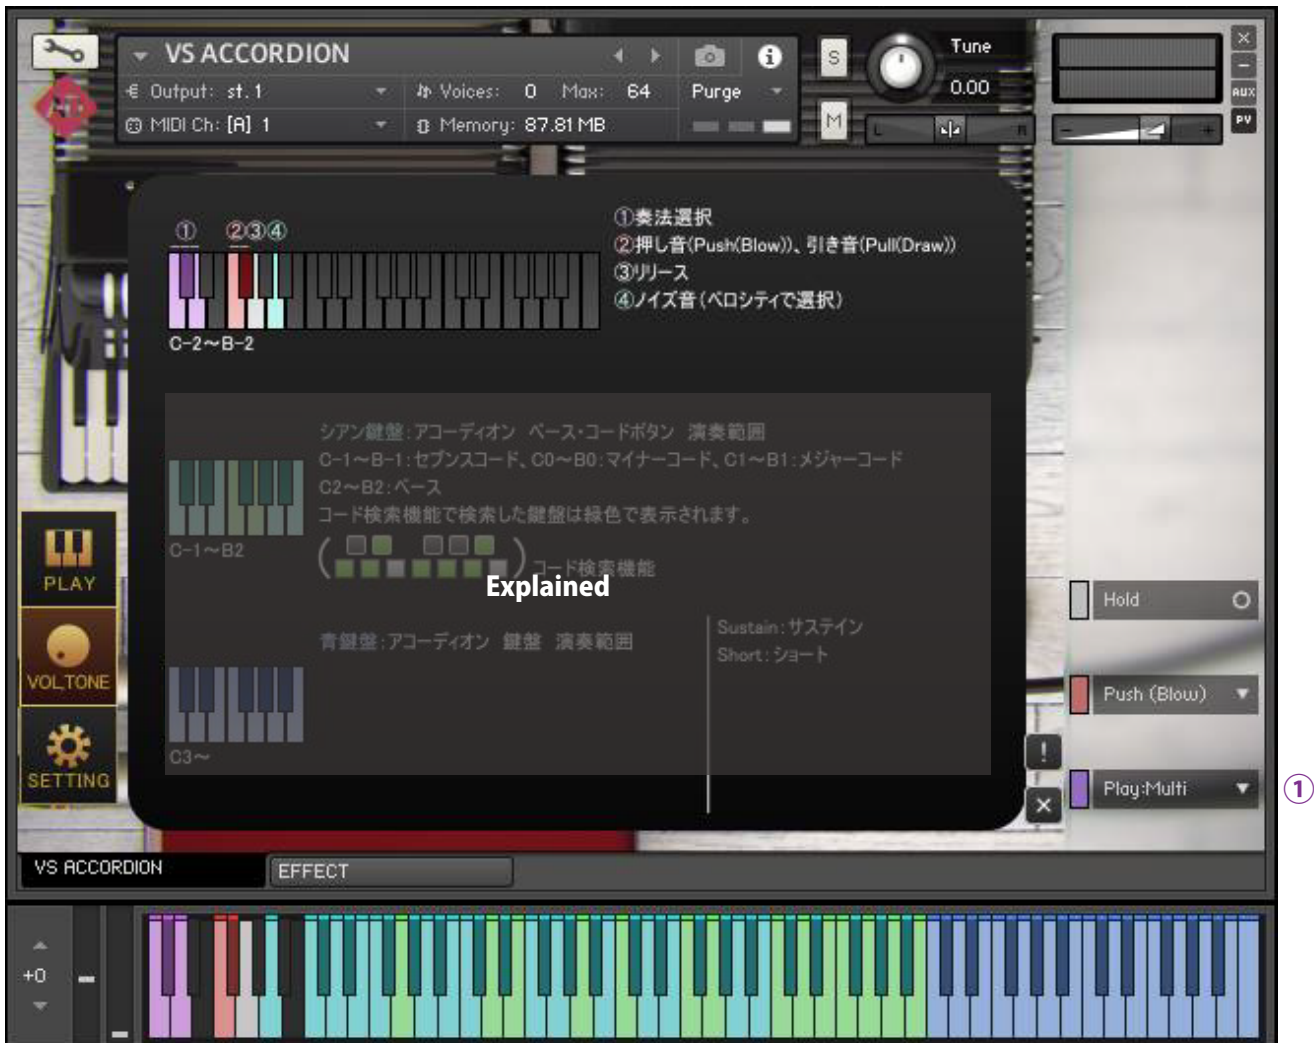 VS ACCORDION
Output: st. 1
Voices: 0 Max: 64
Purge
MIDI Ch: [A] 1
Memory: 87.81 MB
S
M
Tune
0.00
L
R
×
−
AUX
PV
− +
① ②③④
C-2～B-2
①奏法選択
②押し音(Push(Blow))、引き音(Pull(Draw))
③リリース
④ノイズ音(ベロシティで選択)
シアン鍵盤:アコーディオン ベース・コードボタン 演奏範囲
C-1～B-1:セブンスコード、C0～B0:マイナーコード、C1～B1:メジャーコード
C2～B2:ベース
コード検索機能で検索した鍵盤は緑色で表示されます。
C-1～B2
( ) コード検索機能
Explained
青鍵盤:アコーディオン 鍵盤 演奏範囲
Sustain:サステイン
Short:ショート
C3～
PLAY
VOL,TONE
SETTING
Hold
Push (Blow)
!
Play:Multi
①
×
VS ACCORDION
EFFECT
+0